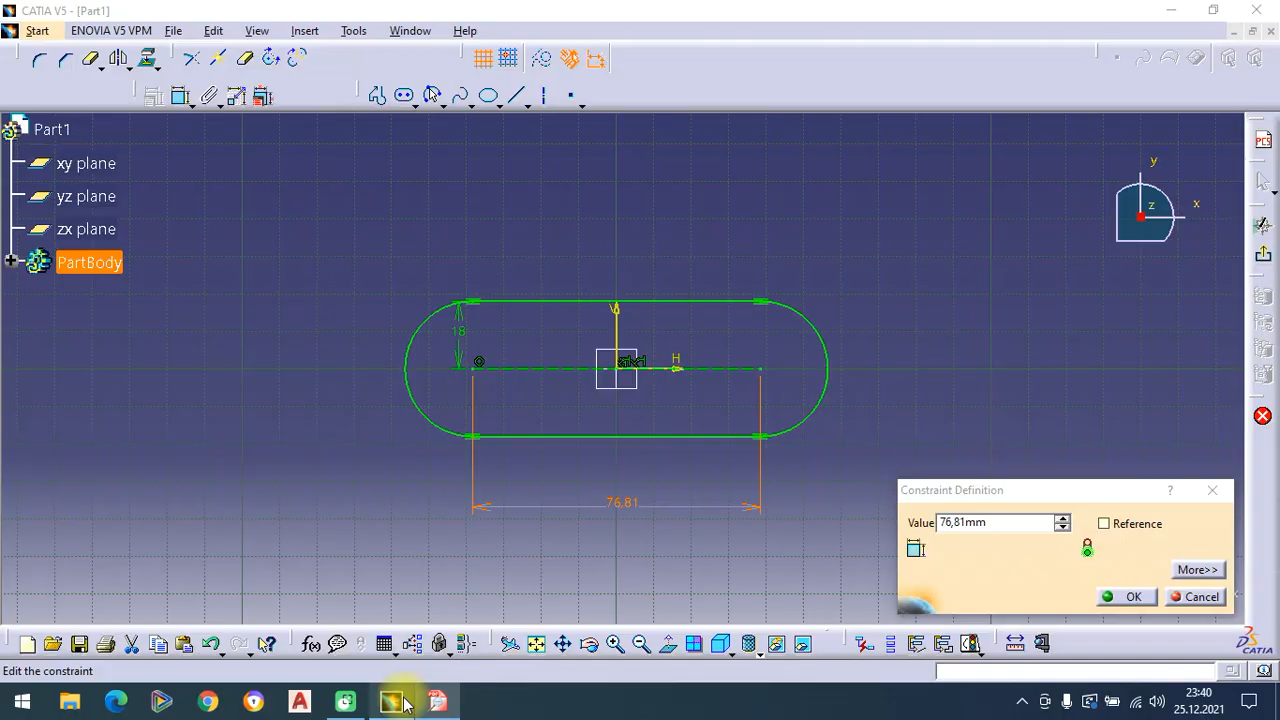 CATIA V5 - [Part1]
Start
ENOVIA V5 VPM
File
Edit
View
Insert
Tools
Window
Help
Part1
xy plane
yz plane
zx plane
PartBody
y
z
x
PCS
18
V
H
76,81
Constraint Definition
?
Value
76,81mm
Reference
More>>
OK
Cancel
f(x)
CATIA
Edit the constraint
A
23:40
25.12.2021